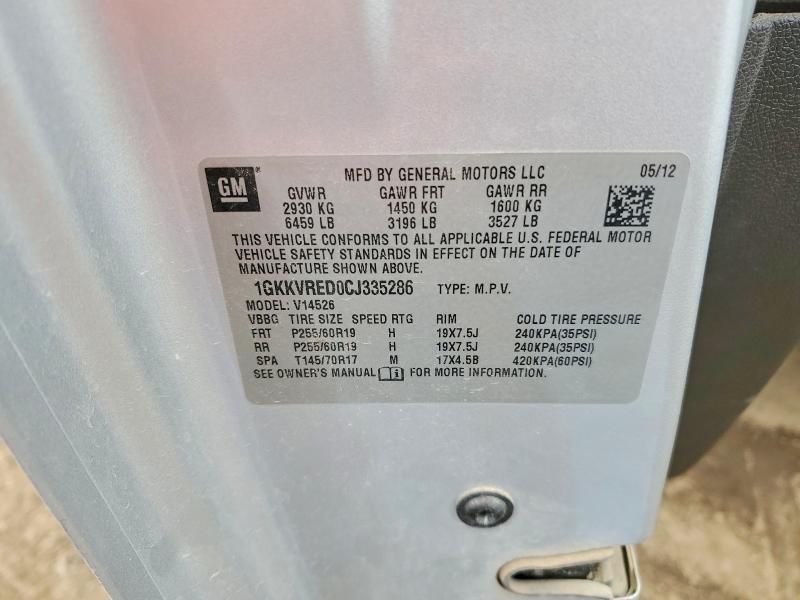 GM
MFD BY GENERAL MOTORS LLC 05/12
GVWR GAWR FRT GAWR RR
2930 KG 1450 KG 1600 KG
6459 LB 3196 LB 3527 LB
THIS VEHICLE CONFORMS TO ALL APPLICABLE U.S. FEDERAL MOTOR
VEHICLE SAFETY STANDARDS IN EFFECT ON THE DATE OF
MANUFACTURE SHOWN ABOVE.
1GKKVRED0CJ335286 TYPE: M.P.V.
MODEL: V14526
VBBG TIRE SIZE SPEED RTG RIM COLD TIRE PRESSURE
FRT P255/60R19 H 19X7.5J 240KPA(35PSI)
RR P255/60R19 H 19X7.5J 240KPA(35PSI)
SPA T145/70R17 M 17X4.5B 420KPA(60PSI)
SEE OWNER'S MANUAL FOR MORE INFORMATION.